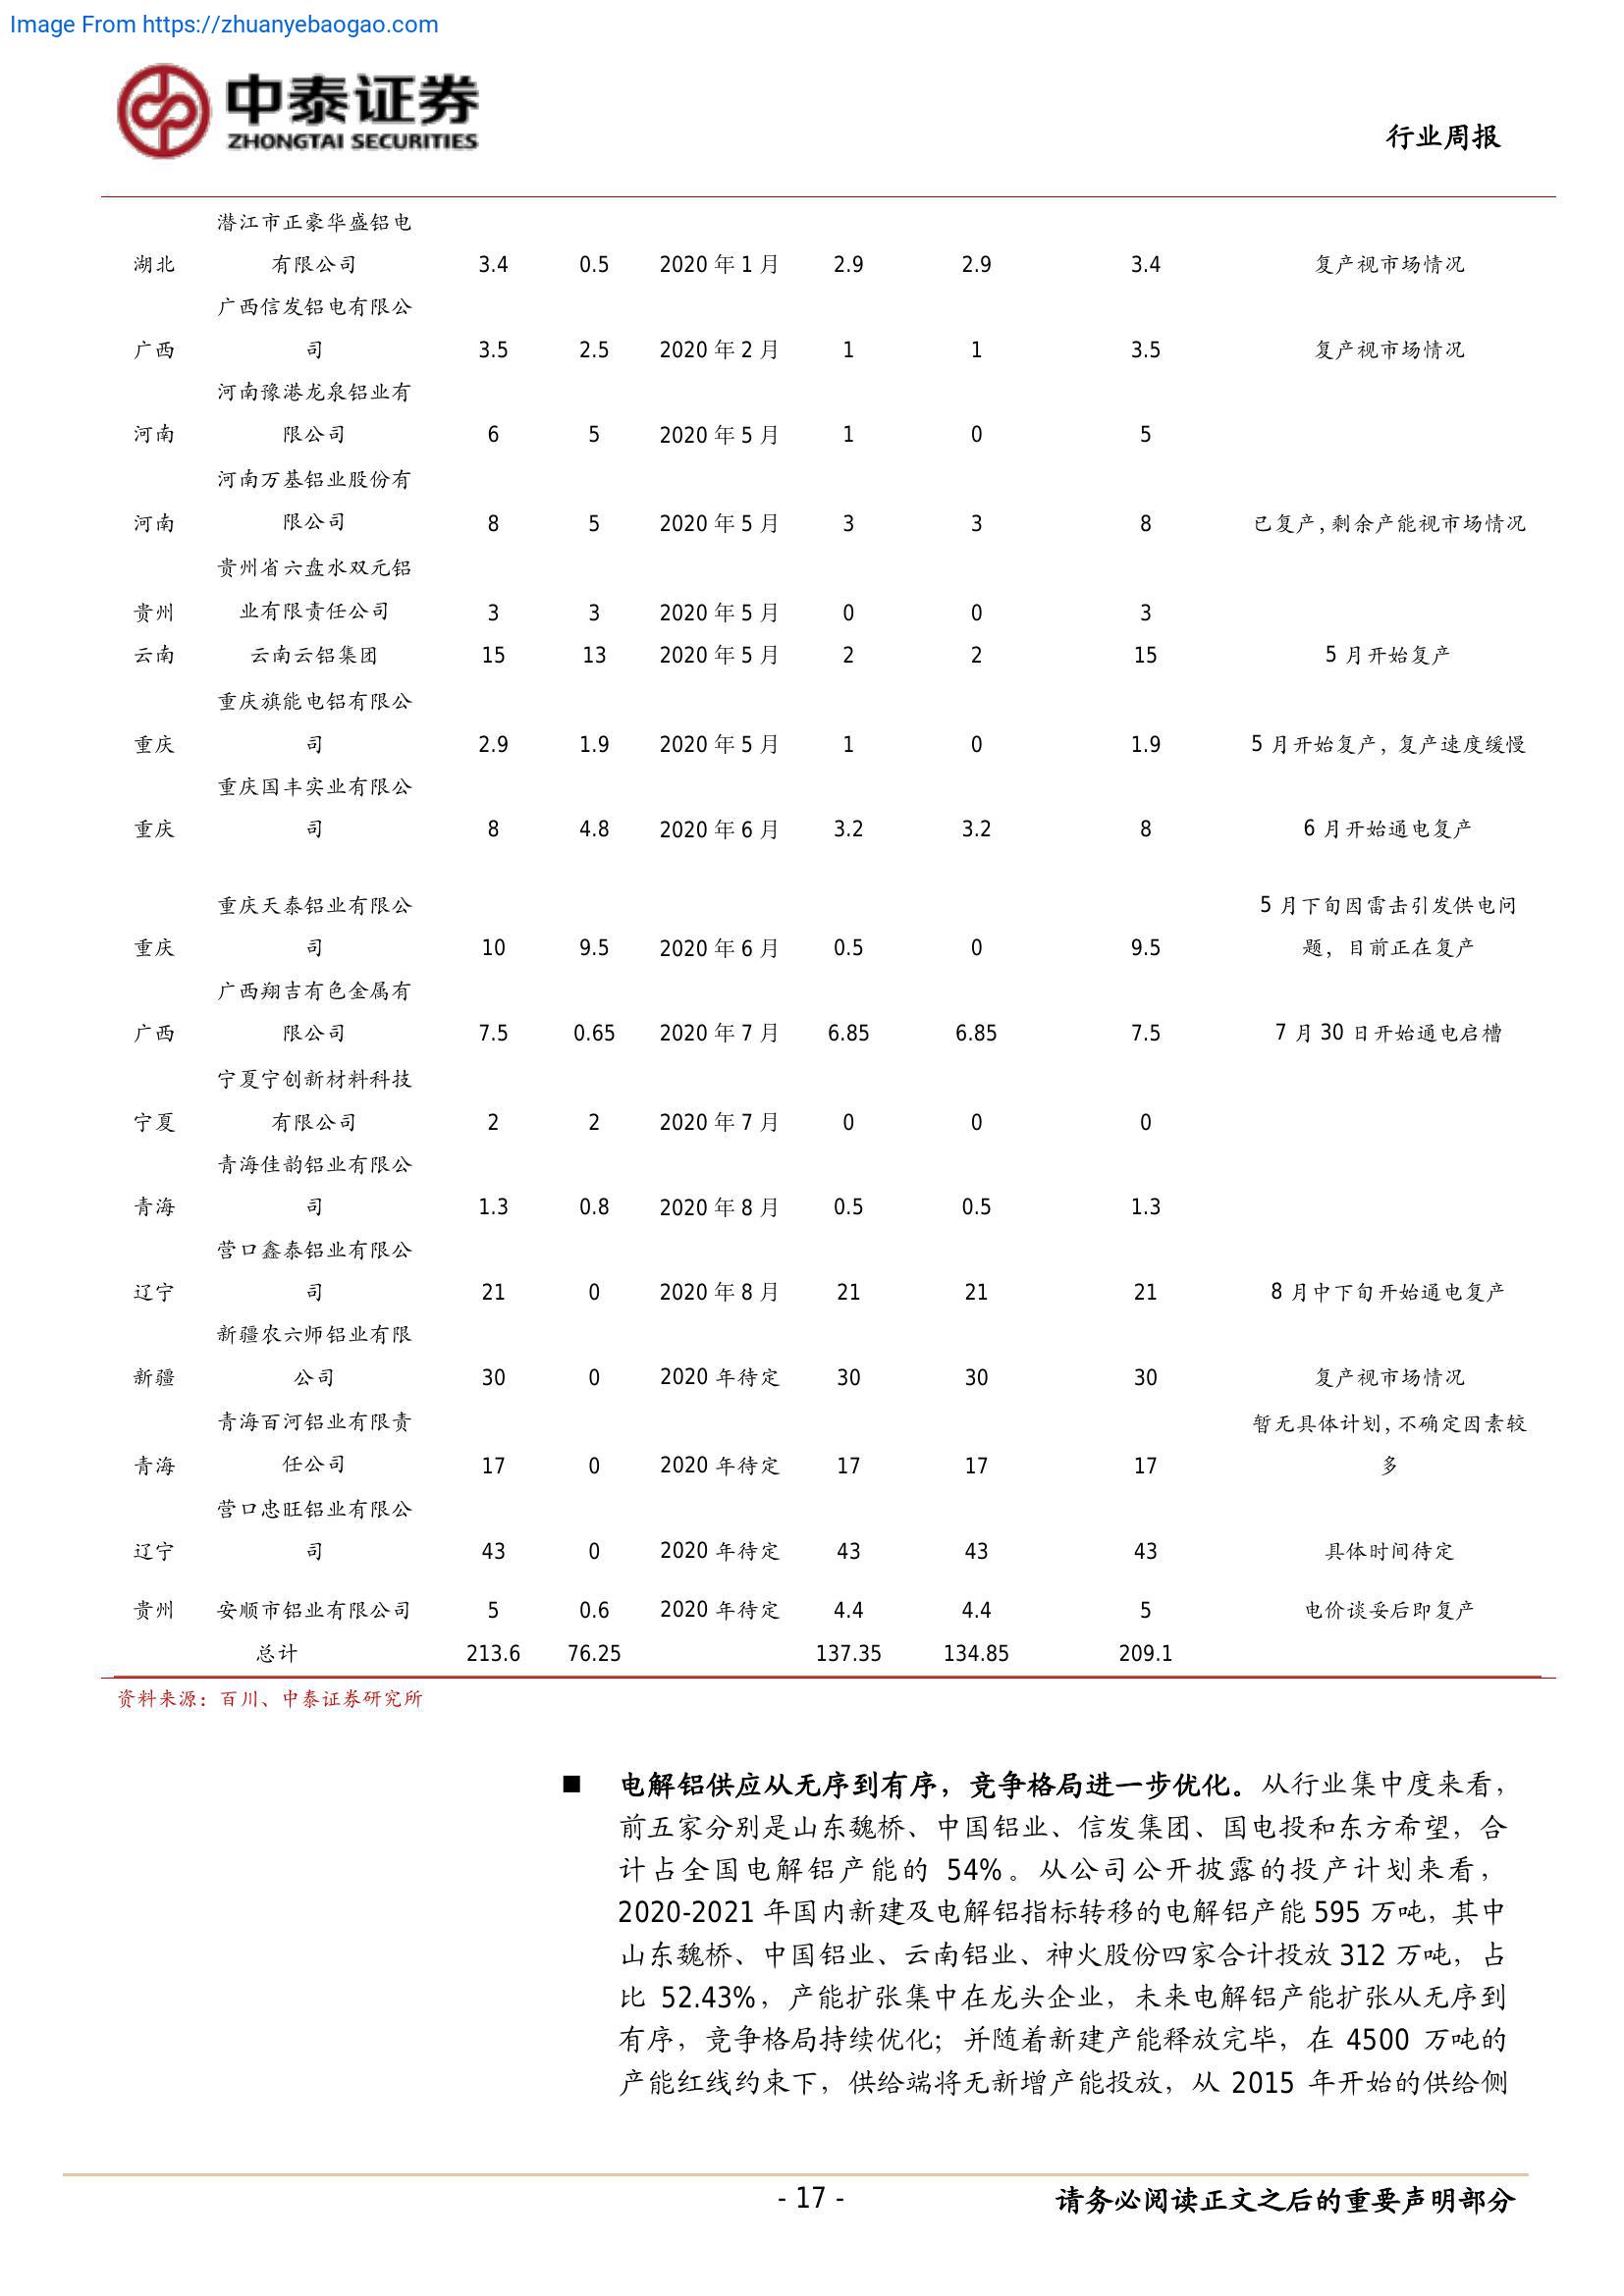 Image From https://zhuanyebaogao.com
中泰证券
ZHONGTAI SECURITIES
行业周报
潜江市正豪华盛铝电
湖北 有限公司 3.4 0.5 2020 年 1 月 2.9 2.9 3.4 复产视市场情况
广西信发铝电有限公
广西 司 3.5 2.5 2020 年 2 月 1 1 3.5 复产视市场情况
河南豫港龙泉铝业有
河南 限公司 6 5 2020 年 5 月 1 0 5
河南万基铝业股份有
河南 限公司 8 5 2020 年 5 月 3 3 8 已复产,剩余产能视市场情况
贵州省六盘水双元铝
贵州 业有限责任公司 3 3 2020 年 5 月 0 0 3
云南 云南云铝集团 15 13 2020 年 5 月 2 2 15 5 月开始复产
重庆旗能电铝有限公
重庆 司 2.9 1.9 2020 年 5 月 1 0 1.9 5 月开始复产，复产速度缓慢
重庆国丰实业有限公
重庆 司 8 4.8 2020 年 6 月 3.2 3.2 8 6 月开始通电复产
重庆天泰铝业有限公 5 月下旬因雷击引发供电问
重庆 司 10 9.5 2020 年 6 月 0.5 0 9.5 题，目前正在复产
广西翔吉有色金属有
广西 限公司 7.5 0.65 2020 年 7 月 6.85 6.85 7.5 7 月 30 日开始通电启槽
宁夏宁创新材料科技
宁夏 有限公司 2 2 2020 年 7 月 0 0 0
青海佳韵铝业有限公
青海 司 1.3 0.8 2020 年 8 月 0.5 0.5 1.3
营口鑫泰铝业有限公
辽宁 司 21 0 2020 年 8 月 21 21 21 8 月中下旬开始通电复产
新疆农六师铝业有限
新疆 公司 30 0 2020 年待定 30 30 30 复产视市场情况
青海百河铝业有限责 暂无具体计划,不确定因素较
青海 任公司 17 0 2020 年待定 17 17 17 多
营口忠旺铝业有限公
辽宁 司 43 0 2020 年待定 43 43 43 具体时间待定
贵州 安顺市铝业有限公司 5 0.6 2020 年待定 4.4 4.4 5 电价谈妥后即复产
总计 213.6 76.25 137.35 134.85 209.1
资料来源：百川、中泰证券研究所
■ 电解铝供应从无序到有序，竞争格局进一步优化。从行业集中度来看，
前五家分别是山东魏桥、中国铝业、信发集团、国电投和东方希望，合
计占全国电解铝产能的 54%。从公司公开披露的投产计划来看，
2020-2021 年国内新建及电解铝指标转移的电解铝产能 595 万吨，其中
山东魏桥、中国铝业、云南铝业、神火股份四家合计投放 312 万吨，占
比 52.43%，产能扩张集中在龙头企业，未来电解铝产能扩张从无序到
有序，竞争格局持续优化；并随着新建产能释放完毕，在 4500 万吨的
产能红线约束下，供给端将无新增产能投放，从 2015 年开始的供给侧
- 17 -
请务必阅读正文之后的重要声明部分